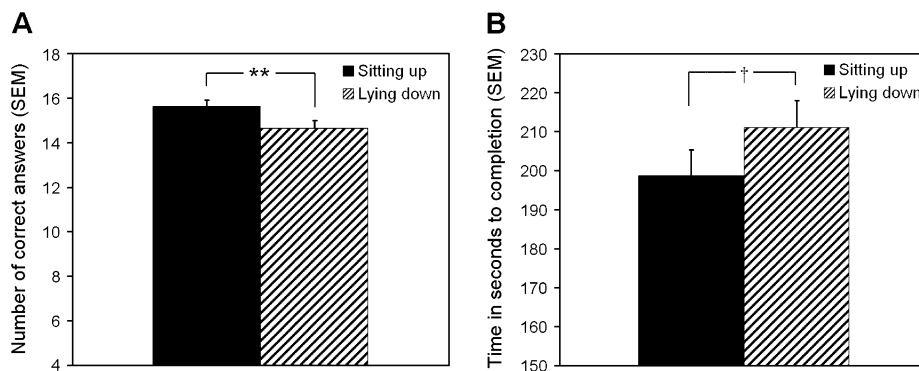 A
Number of correct answers (SEM)
18
16
14
12
10
8
6
4
**
Sitting up
Lying down
B
Time in seconds to completion (SEM)
230
220
210
200
190
180
170
160
150
†
Sitting up
Lying down